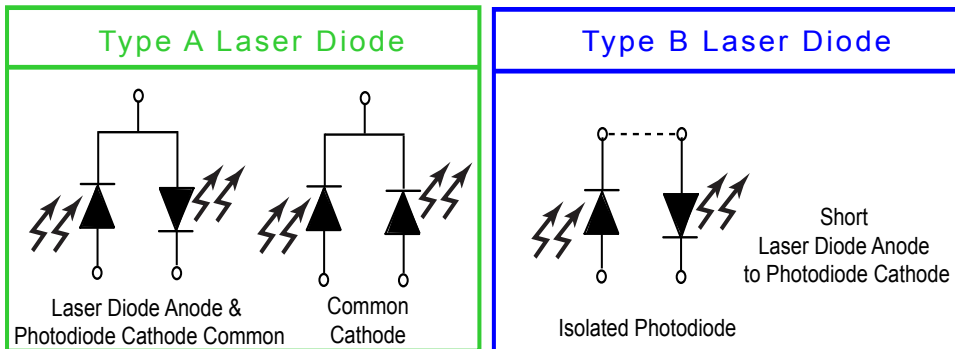 Type A Laser Diode
Laser Diode Anode &
Photodiode Cathode Common
Common
Cathode
Type B Laser Diode
Isolated Photodiode
Short
Laser Diode Anode
to Photodiode Cathode